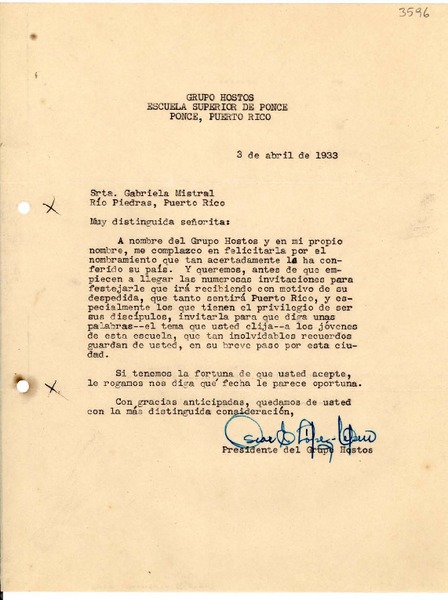 3596
GRUPO HOSTOS
ESCUELA SUPERIOR DE PONCE
PONCE, PUERTO RICO
3 de abril de 1933
Srta. Gabriela Mistral
Río Piedras, Puerto Rico
Muy distinguida señorita:
A nombre del Grupo Hostos y en mi propio
nombre, me complazco en felicitarla por el
nombramiento que tan acertadamente le ha con-
ferido su país. Y queremos, antes de que em-
piecen a llegar las numerosas invitaciones para
festejarle que irá recibiendo con motivo de su
despedida, que tanto sentirá Puerto Rico, y es-
pecialmente los que tienen el privilegio de ser
sus discípulos, invitarla para que diga unas
palabras--el tema que usted elija--a los jóvenes
de esta escuela, que tan inolvidables recuerdos
guardan de usted, en su breve paso por esta ciu-
dad.
Si tenemos la fortuna de que usted acepte,
le rogamos nos diga qué fecha le parece oportuna.
Con gracias anticipadas, quedamos de usted
con la más distinguida consideración,
Presidente del Grupo Hostos